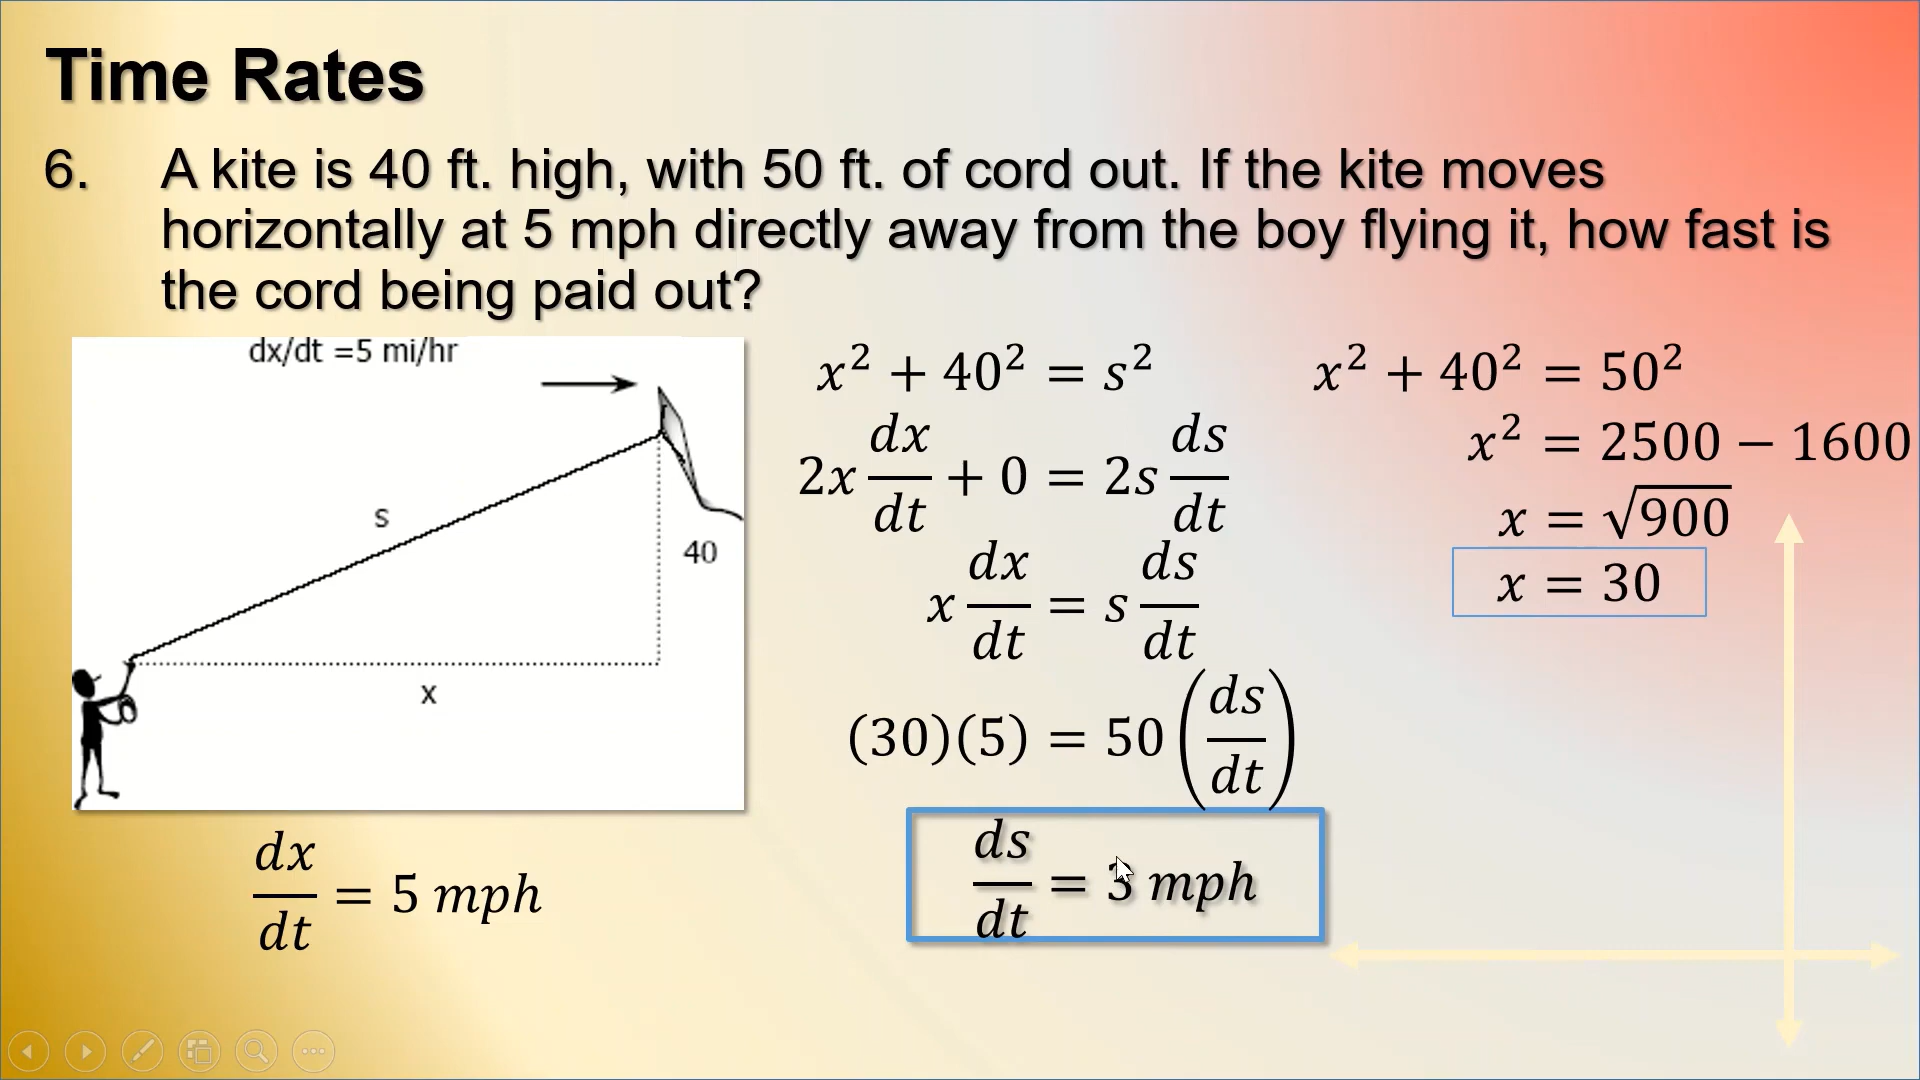 Time Rates
6. A kite is 40 ft. high, with 50 ft. of cord out. If the kite moves
horizontally at 5 mph directly away from the boy flying it, how fast is
the cord being paid out?
dx/dt =5 mi/hr
s
40
x
dx/dt = 5 mph
x² + 40² = s²
2x dx/dt + 0 = 2s ds/dt
x dx/dt = s ds/dt
(30)(5) = 50 (ds/dt)
ds/dt = 3 mph
x² + 40² = 50²
x² = 2500 − 1600
x = √900
x = 30